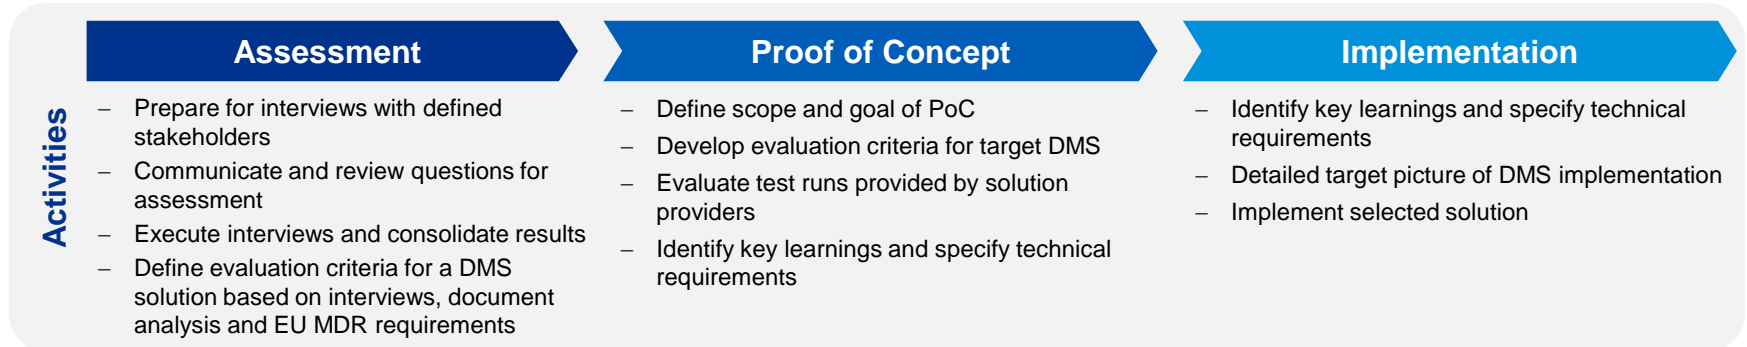 Activities
Assessment
– Prepare for interviews with defined
stakeholders
– Communicate and review questions for
assessment
– Execute interviews and consolidate results
– Define evaluation criteria for a DMS
solution based on interviews, document
analysis and EU MDR requirements
Proof of Concept
– Define scope and goal of PoC
– Develop evaluation criteria for target DMS
– Evaluate test runs provided by solution
providers
– Identify key learnings and specify technical
requirements
Implementation
– Identify key learnings and specify technical
requirements
– Detailed target picture of DMS implementation
– Implement selected solution